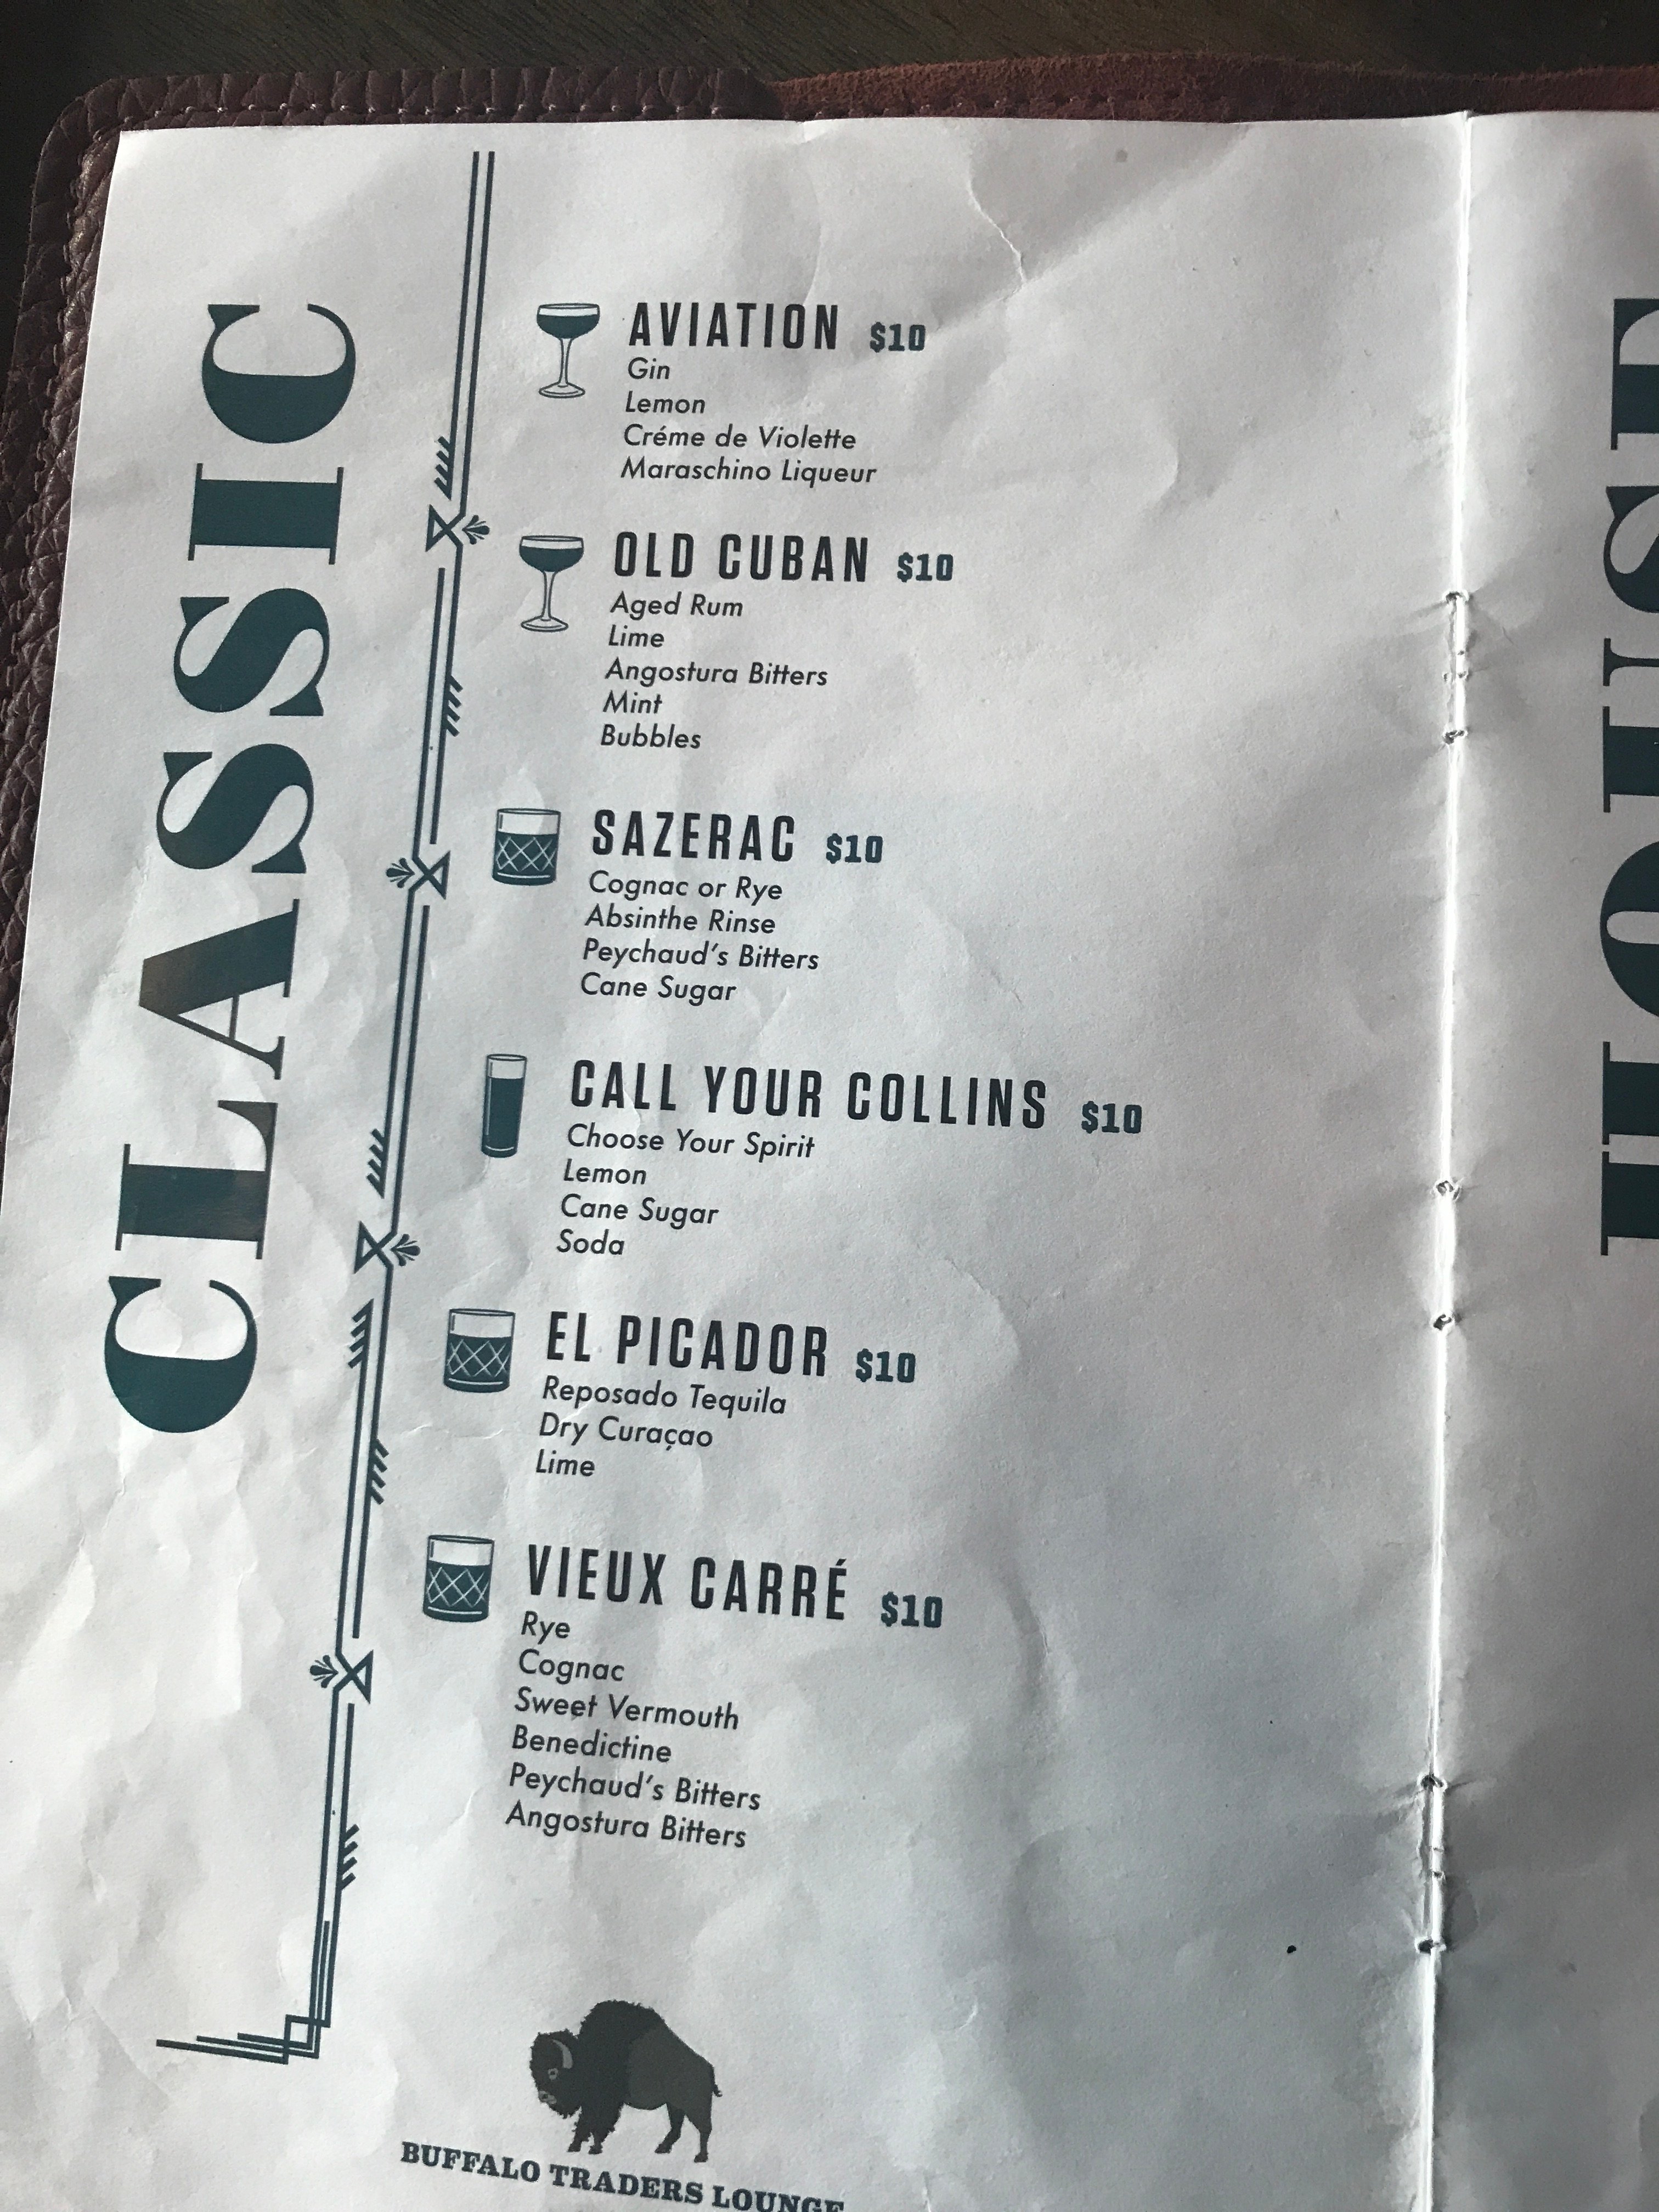 CLASSIC
AVIATION $10
Gin
Lemon
Créme de Violette
Maraschino Liqueur
OLD CUBAN $10
Aged Rum
Lime
Angostura Bitters
Mint
Bubbles
SAZERAC $10
Cognac or Rye
Absinthe Rinse
Peychaud's Bitters
Cane Sugar
CALL YOUR COLLINS $10
Choose Your Spirit
Lemon
Cane Sugar
Soda
EL PICADOR $10
Reposado Tequila
Dry Curaçao
Lime
VIEUX CARRÉ $10
Rye
Cognac
Sweet Vermouth
Benedictine
Peychaud's Bitters
Angostura Bitters
BUFFALO TRADERS LOUNGE